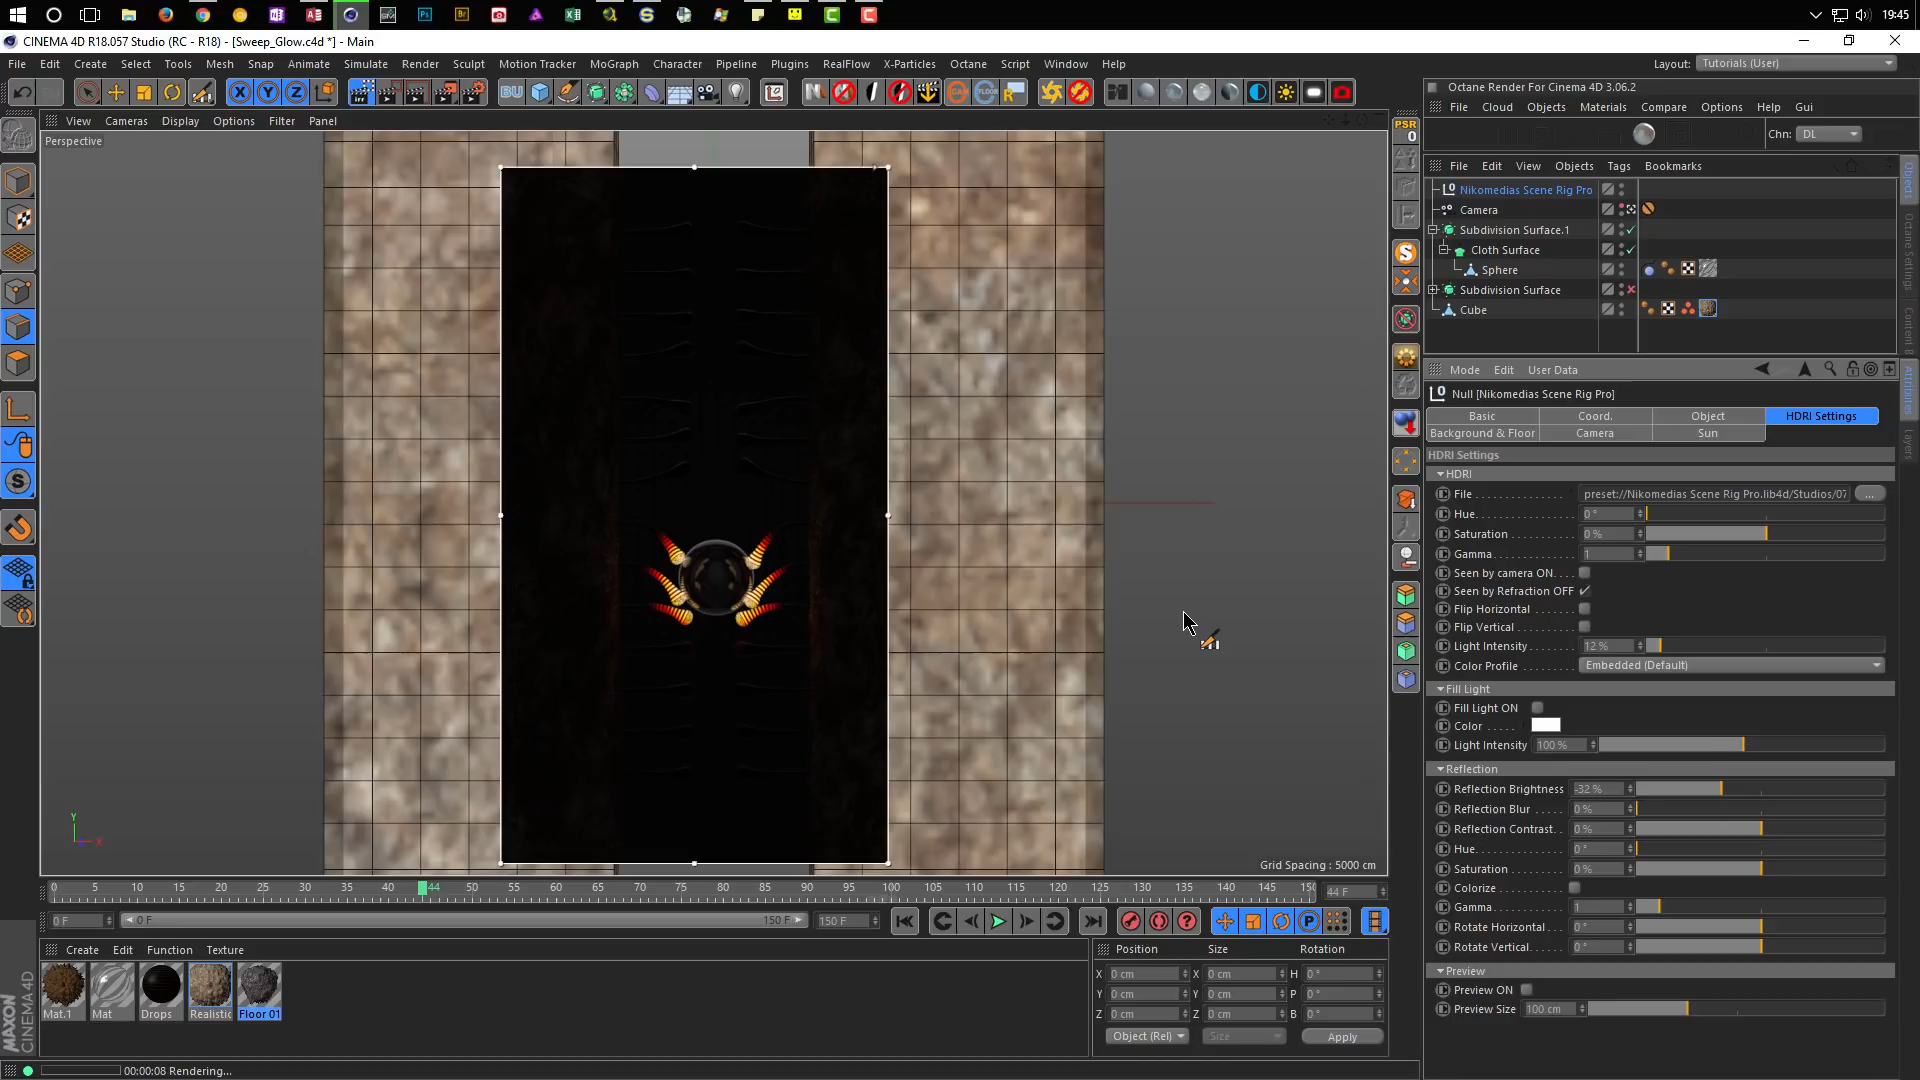 19:45
CINEMA 4D R18.057 Studio (RC - R18) - [Sweep_Glow.c4d *] - Main
File Edit Create Select Tools Mesh Snap Animate Simulate Render Sculpt Motion Tracker MoGraph Character Pipeline Plugins RealFlow X-Particles Octane Script Window Help
Layout: Tutorials (User)
Octane Render For Cinema 4D 3.06.2
File Cloud Objects Materials Compare Options Help Gui
Chn: DL
View Cameras Display Options Filter Panel
Perspective
PSR
0
File Edit View Objects Tags Bookmarks
Nikomedias Scene Rig Pro
Camera
Subdivision Surface.1
Cloth Surface
Sphere
Subdivision Surface
Cube
Objects
Octane Settings
Attributes
Layers
Mode Edit User Data
Null [Nikomedias Scene Rig Pro]
Basic Coord. Object HDRI Settings
Background & Floor Camera Sun
HDRI Settings
HDRI
File preset://Nikomedias Scene Rig Pro.lib4d/Studios/07 ...
Hue 0 °
Saturation 0 %
Gamma 1
Seen by camera ON
Seen by Refraction OFF
Flip Horizontal
Flip Vertical
Light Intensity 12 %
Color Profile Embedded (Default)
Fill Light
Fill Light ON
Color
Light Intensity 100 %
Reflection
Reflection Brightness -32 %
Reflection Blur 0 %
Reflection Contrast 0 %
Hue 0 °
Saturation 0 %
Colorize
Gamma 1
Rotate Horizontal 0 °
Rotate Vertical 0 °
Preview
Preview ON
Preview Size 100 cm
Y
X
Grid Spacing : 5000 cm
0 5 10 15 20 25 30 35 40 44 50 55 60 65 70 75 80 85 90 95 100 105 110 115 120 125 130 135 140 145 150 44 F
0 F 0 F 150 F 150 F
Create Edit Function Texture
Mat.1 Mat Drops Realistic Floor 01
Position Size Rotation
X 0 cm X 0 cm H 0 °
Y 0 cm Y 0 cm P 0 °
Z 0 cm Z 0 cm B 0 °
Object (Rel) Size Apply
MAXON
CINEMA 4D
00:00:08 Rendering...